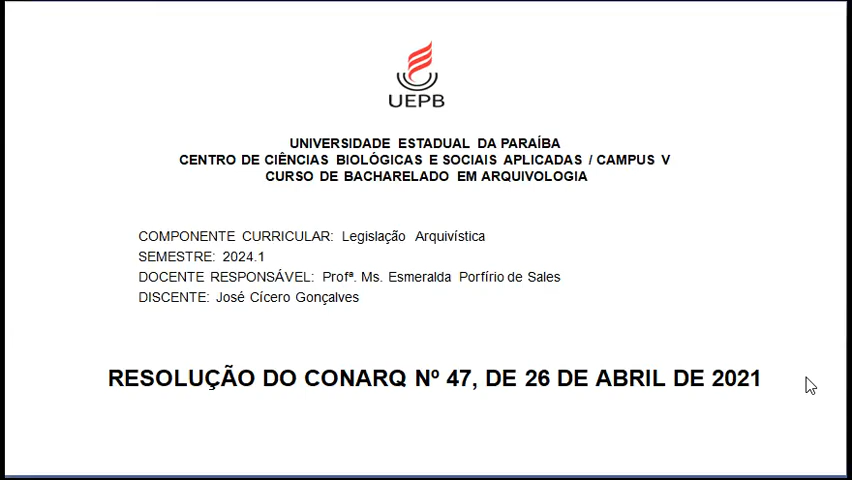 UEPB
UNIVERSIDADE ESTADUAL DA PARAÍBA
CENTRO DE CIÊNCIAS BIOLÓGICAS E SOCIAIS APLICADAS / CAMPUS V
CURSO DE BACHARELADO EM ARQUIVOLOGIA
COMPONENTE CURRICULAR: Legislação Arquivística
SEMESTRE: 2024.1
DOCENTE RESPONSÁVEL: Profª. Ms. Esmeralda Porfírio de Sales
DISCENTE: José Cícero Gonçalves
RESOLUÇÃO DO CONARQ Nº 47, DE 26 DE ABRIL DE 2021